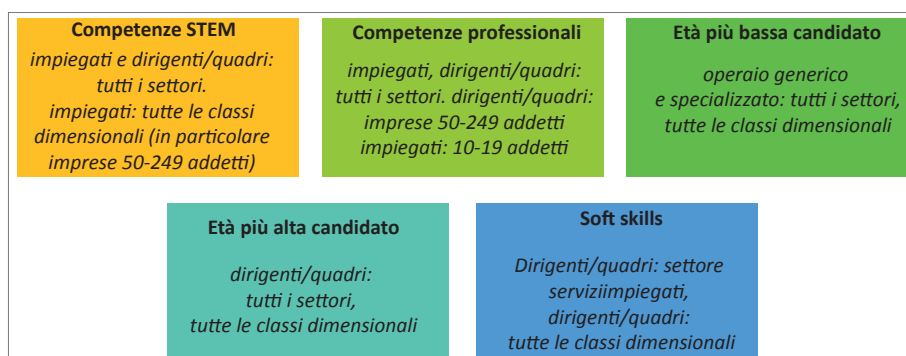 Competenze STEM
impiegati e dirigenti/quadri:
tutti i settori.
impiegati: tutte le classi
dimensionali (in particolare
imprese 50-249 addetti)
Competenze professionali
impiegati, dirigenti/quadri:
tutti i settori. dirigenti/quadri:
imprese 50-249 addetti
impiegati: 10-19 addetti
Età più bassa candidato
operaio generico
e specializzato: tutti i settori,
tutte le classi dimensionali
Età più alta candidato
dirigenti/quadri:
tutti i settori,
tutte le classi dimensionali
Soft skills
Dirigenti/quadri: settore
serviziimpiegati,
dirigenti/quadri:
tutte le classi dimensionali